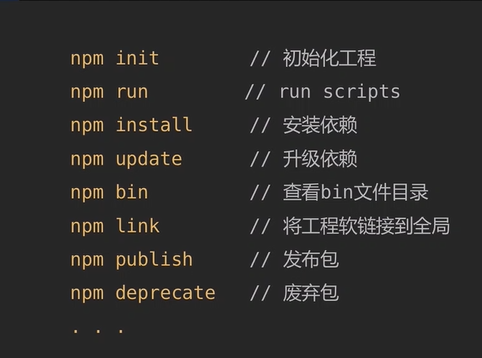 npm init // 初始化工程
npm run // run scripts
npm install // 安装依赖
npm update // 升级依赖
npm bin // 查看bin文件目录
npm link // 将工程软链接到全局
npm publish // 发布包
npm deprecate // 废弃包
. . .